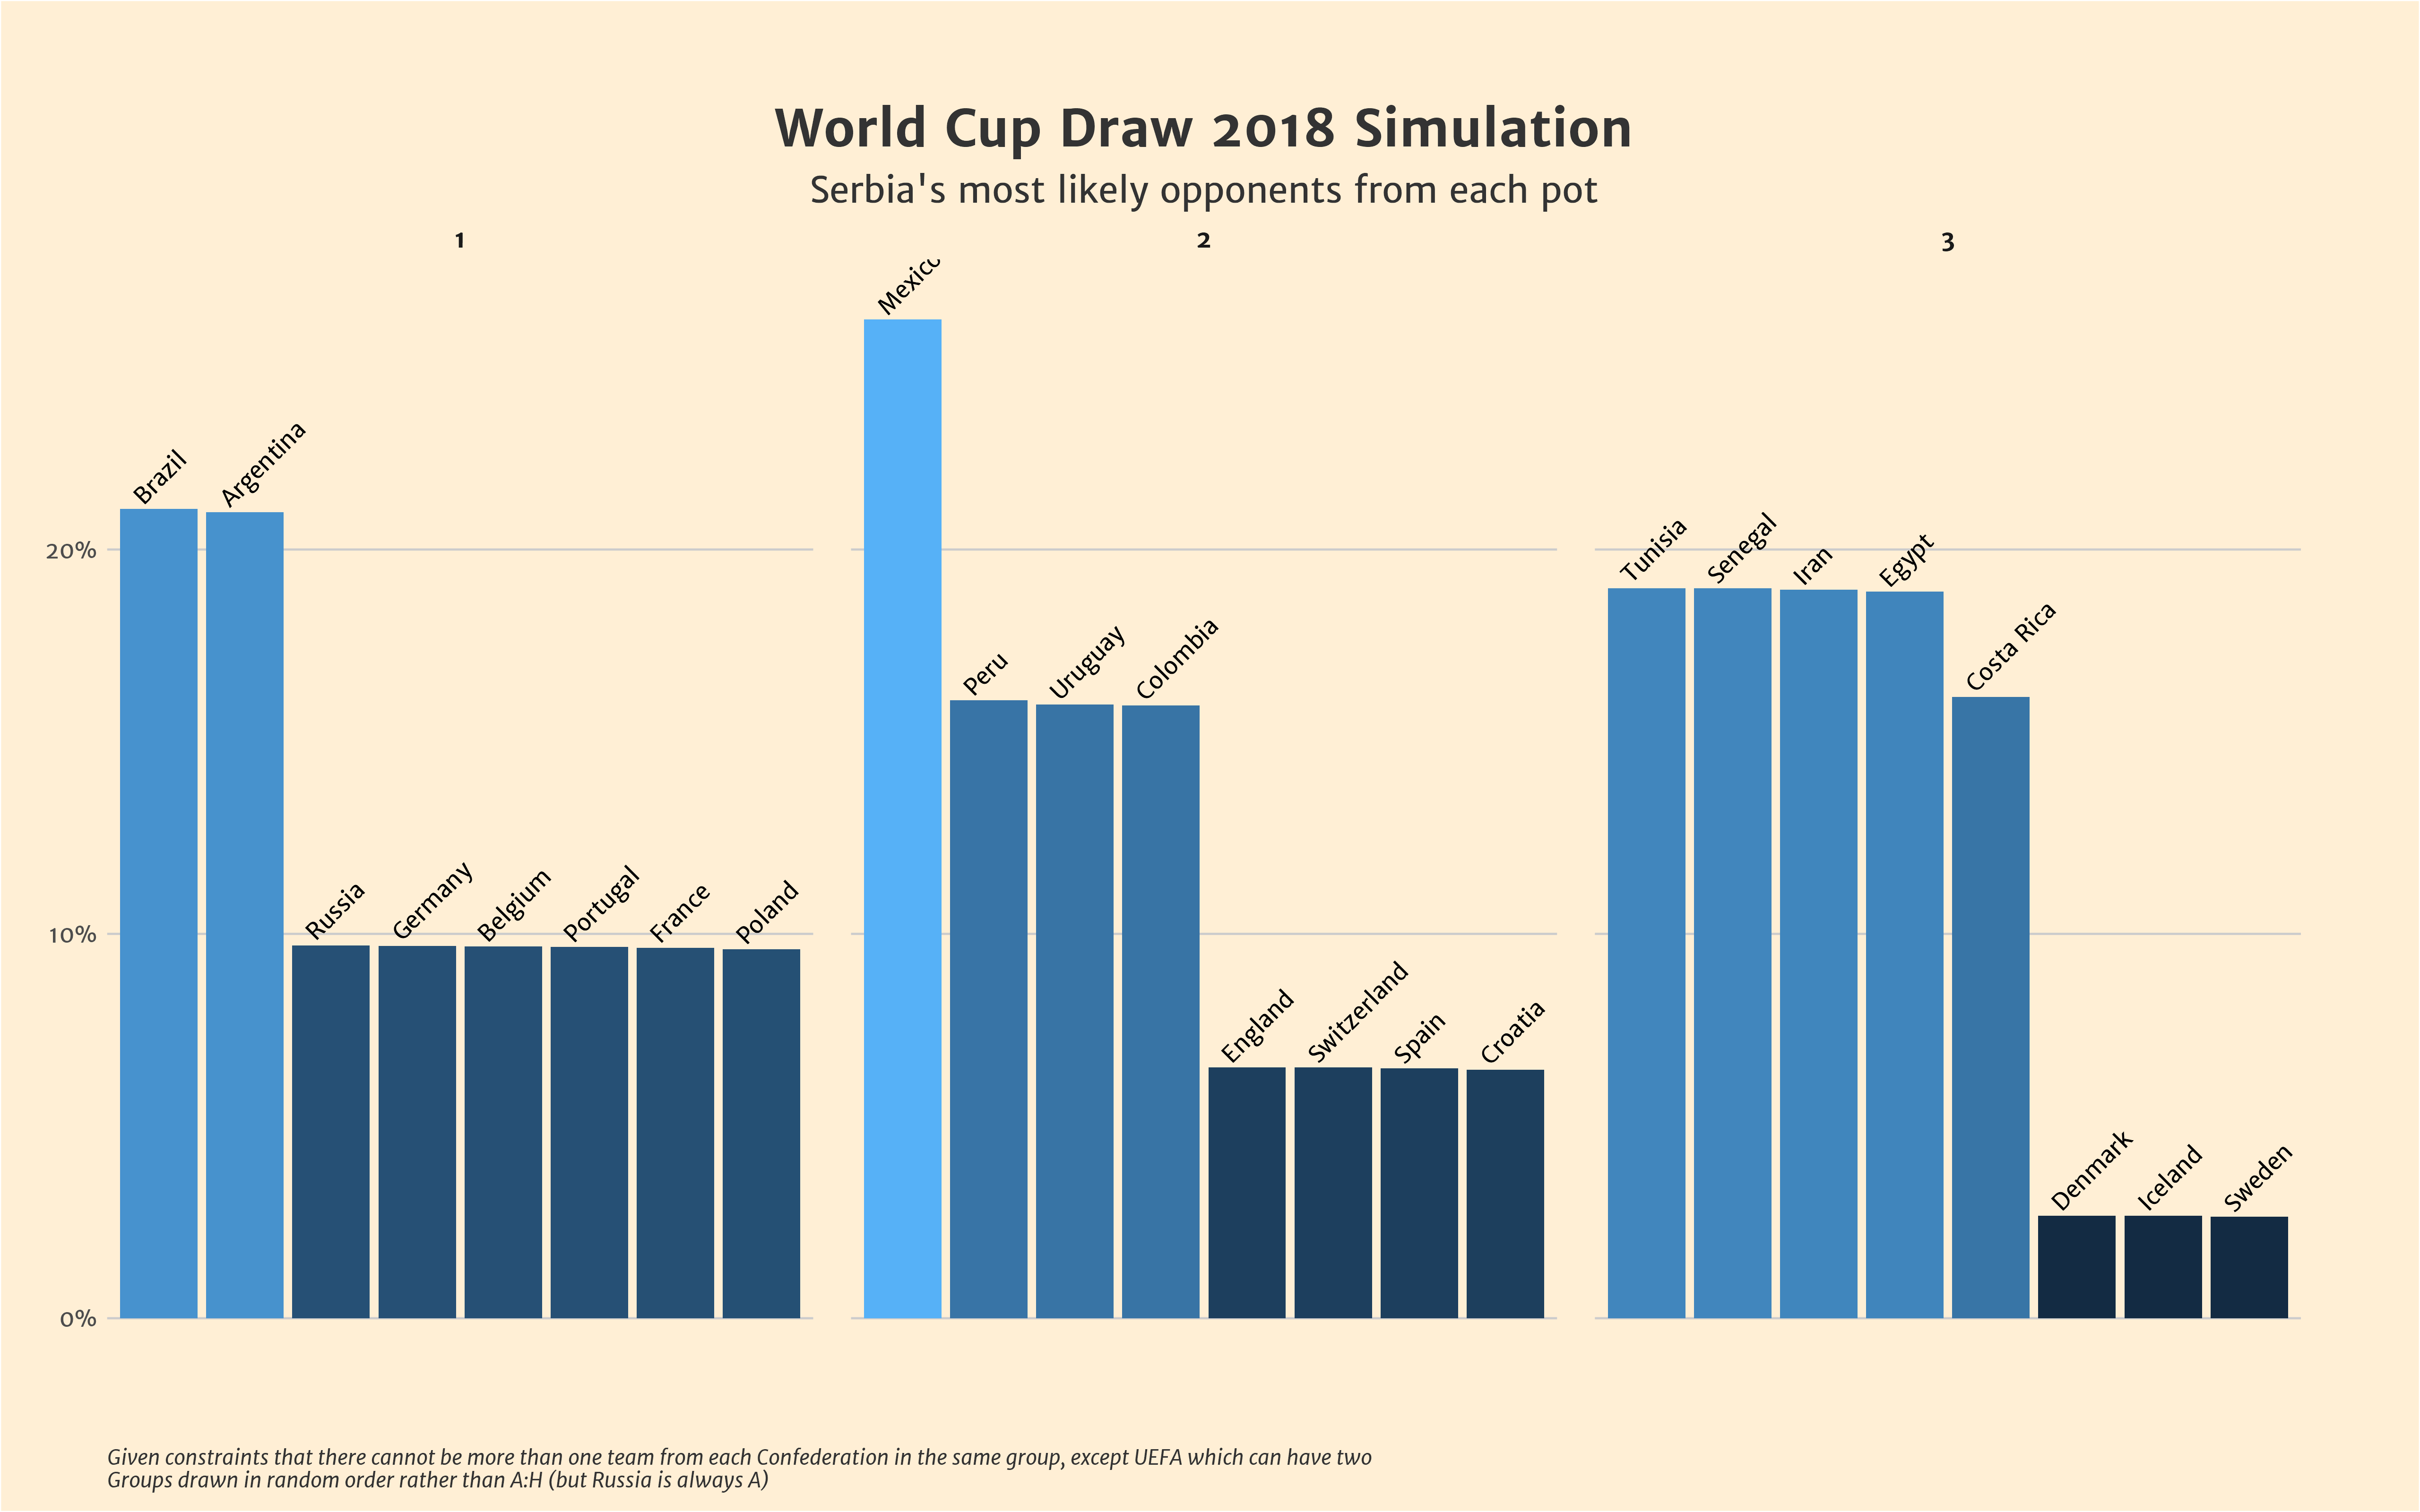 World Cup Draw 2018 Simulation
Serbia's most likely opponents from each pot
1
2
3
Mexico
Brazil
Argentina
20%
Tunisia
Senegal
Iran
Egypt
Peru
Uruguay
Colombia
Costa Rica
Russia
Germany
Belgium
Portugal
France
Poland
10%
England
Switzerland
Spain
Croatia
Denmark
Iceland
Sweden
0%
Given constraints that there cannot be more than one team from each Confederation in the same group, except UEFA which can have two
Groups drawn in random order rather than A:H (but Russia is always A)